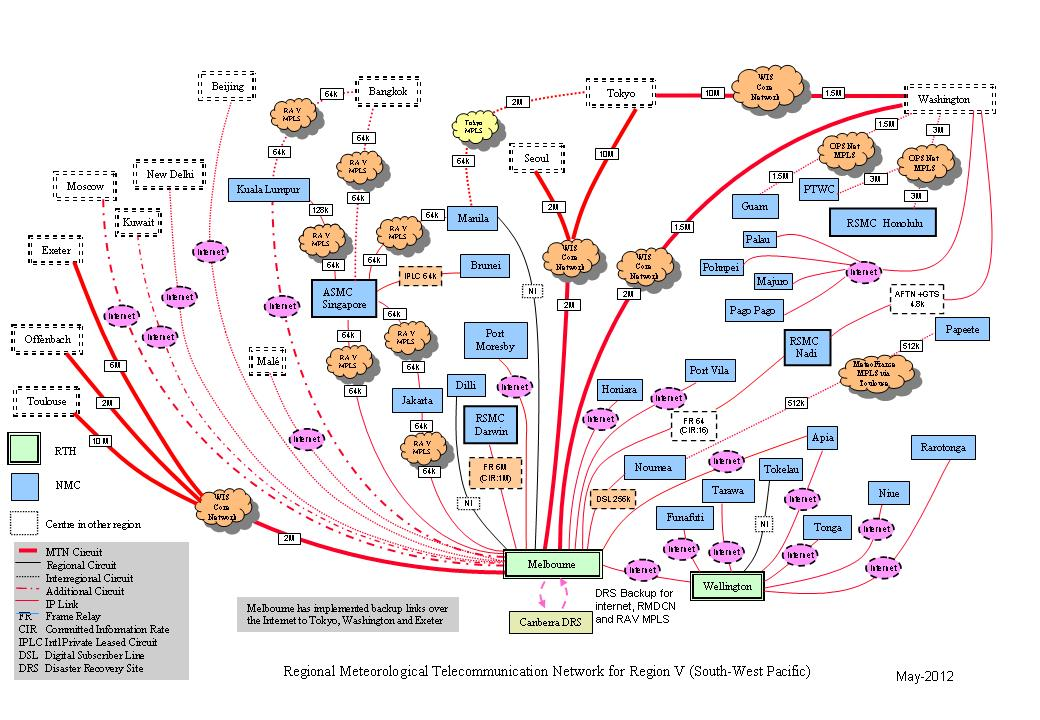 Beijing
Bangkok
64k
RA V
MPLS
64k
64k
RA V
MPLS
64k
Tokyo
2M
Tokyo
MPLS
64k
10M
WIS
Core
Network
1.5M
Washington
1.5M
OPS Net
MPLS
1.5M
3M
OPS Net
MPLS
3M
3M
Seoul
2M
10M
Moscow
New Delhi
Kuwait
Exeter
Offenbach
Toulouse
Kuala Lumpur
128k
RA V
MPLS
64k
RA V
MPLS
64k
64k
Manila
Brunei
IPLC 64k
ASMC
Singapore
NI
WIS
Core
Network
2M
WIS
Core
Network
1.5M
2M
Guam
PTWC
RSMC Honolulu
Palau
Pohnpei
Majuro
Pago Pago
Internet
AFTN +GTS
4.8k
Papeete
512k
MeteoFrance
MPLS via
Toulouse
512k
RSMC
Nadi
Internet
Internet
Internet
Internet
Internet
Internet
Malé
64k
RA V
MPLS
64k
64k
RA V
MPLS
64k
Jakarta
64k
RA V
MPLS
64k
Port
Moresby
Internet
Dilli
RSMC
Darwin
FR 6M
(CIR:1M)
NI
Honiara
Internet
Port Vila
Internet
FR 64
(CIR:16)
Noumea
DSL 256k
Apia
Internet
Internet
Tokelau
NI
Tarawa
Internet
Funafuti
Internet
Tonga
Internet
Niue
Internet
Rarotonga
Internet
6M
2M
10 M
WIS
Core
Network
2M
Melbourne
Internet
Wellington
Canberra DRS
DRS Backup for
internet, RMDCN
and RAV MPLS
RTH
NMC
Centre in other region
MTN Circuit
Regional Circuit
Interregional Circuit
Additional Circuit
IP Link
FR Frame Relay
CIR Committed Information Rate
IPLC Intl Private Leased Circuit
DSL Digital Subscriber Line
DRS Disaster Recovery Site
Melbourne has implemented backup links over
the Internet to Tokyo, Washington and Exeter
Regional Meteorological Telecommunication Network for Region V (South-West Pacific)
May-2012